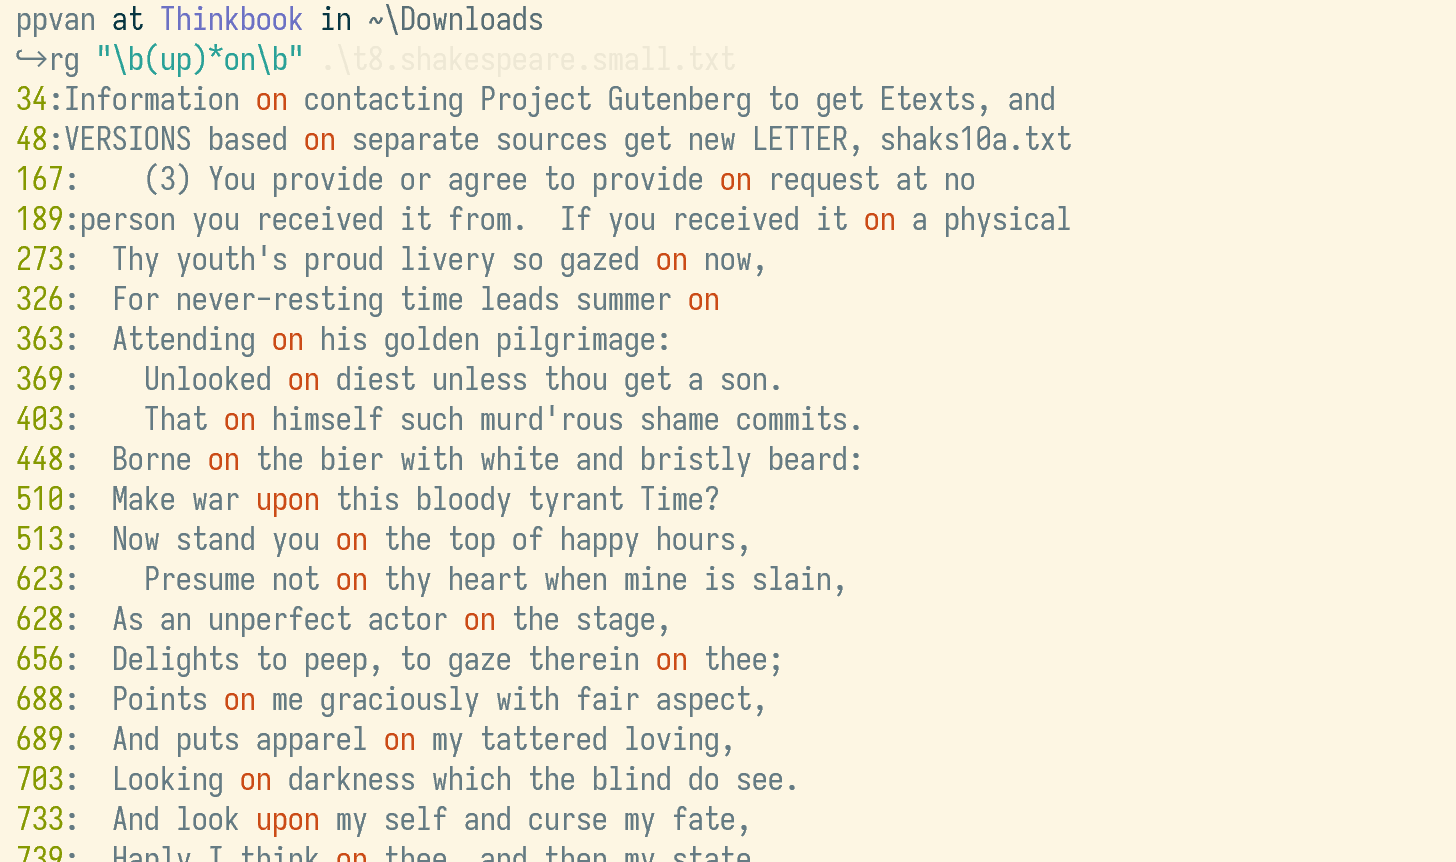 ppvan at Thinkbook in ~\Downloads
↪rg "\b(up)*on\b" .\t8.shakespeare.small.txt
34:Information on contacting Project Gutenberg to get Etexts, and
48:VERSIONS based on separate sources get new LETTER, shaks10a.txt
167:    (3) You provide or agree to provide on request at no
189:person you received it from.  If you received it on a physical
273:  Thy youth's proud livery so gazed on now,
326:  For never-resting time leads summer on
363:  Attending on his golden pilgrimage:
369:    Unlooked on diest unless thou get a son.
403:    That on himself such murd'rous shame commits.
448:  Borne on the bier with white and bristly beard:
510:  Make war upon this bloody tyrant Time?
513:  Now stand you on the top of happy hours,
623:    Presume not on thy heart when mine is slain,
628:  As an unperfect actor on the stage,
656:  Delights to peep, to gaze therein on thee;
688:  Points on me graciously with fair aspect,
689:  And puts apparel on my tattered loving,
703:  Looking on darkness which the blind do see.
733:  And look upon my self and curse my fate,
739:  Haply I think on thee, and then my state,